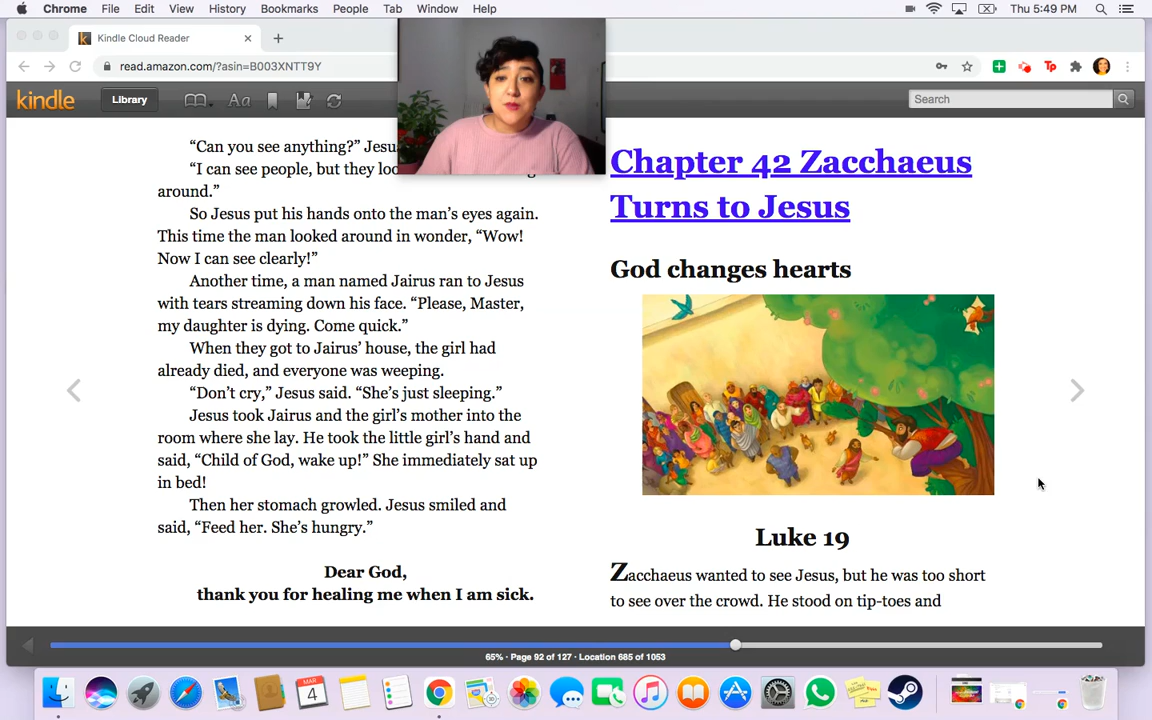 Chrome File Edit View History Bookmarks People Tab Window Help Thu 5:49 PM
Kindle Cloud Reader
read.amazon.com/?asin=B003XNTT9Y
Tp
kindle Library Aa Search
“Can you see anything?” Jesu
“I can see people, but they loo
around.”
So Jesus put his hands onto the man’s eyes again.
This time the man looked around in wonder, “Wow!
Now I can see clearly!”
Another time, a man named Jairus ran to Jesus
with tears streaming down his face. “Please, Master,
my daughter is dying. Come quick.”
When they got to Jairus’ house, the girl had
already died, and everyone was weeping.
“Don’t cry,” Jesus said. “She’s just sleeping.”
Jesus took Jairus and the girl’s mother into the
room where she lay. He took the little girl’s hand and
said, “Child of God, wake up!” She immediately sat up
in bed!
Then her stomach growled. Jesus smiled and
said, “Feed her. She’s hungry.”
Dear God,
thank you for healing me when I am sick.
Chapter 42 Zacchaeus
Turns to Jesus
God changes hearts
Luke 19
Zacchaeus wanted to see Jesus, but he was too short
to see over the crowd. He stood on tip-toes and
65% · Page 92 of 127 · Location 685 of 1053
MAR
4